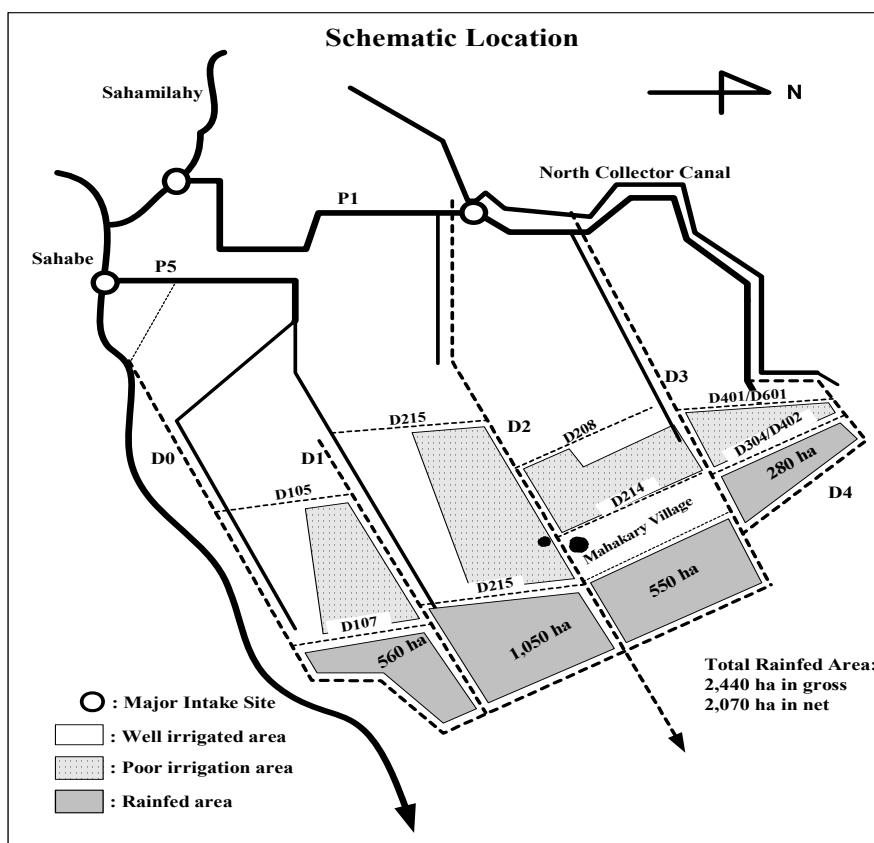 Schematic Location
Sahamilahy
N
North Collector Canal
P1
Sahabe
P5
D3
D401/D601
D215
D2
D208
D304/D402
D0
D1
280 ha
D105
D214
D4
Mahakary Village
D215
550 ha
D107
560 ha
1,050 ha
Total Rainfed Area:
2,440 ha in gross
2,070 ha in net
: Major Intake Site
: Well irrigated area
: Poor irrigation area
: Rainfed area